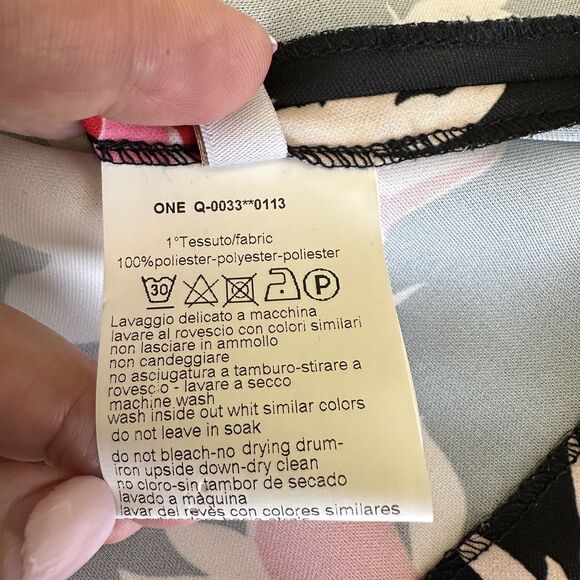 ONE Q-0033**0113
1°Tessuto/fabric
100%poliester-polyester-poliester
30 P
Lavaggio delicato a macchina
lavare al rovescio con colori similari
non lasciare in ammollo
non candeggiare
no asciugatura a tamburo-stirare a
rovescio - lavare a secco
machine wash
wash inside out whit similar colors
do not leave in soak
do not bleach-no drying drum-
iron upside down-dry clean
no cloro-sin tambor de secado
lavado a màquina
lavar del revès con colores similares